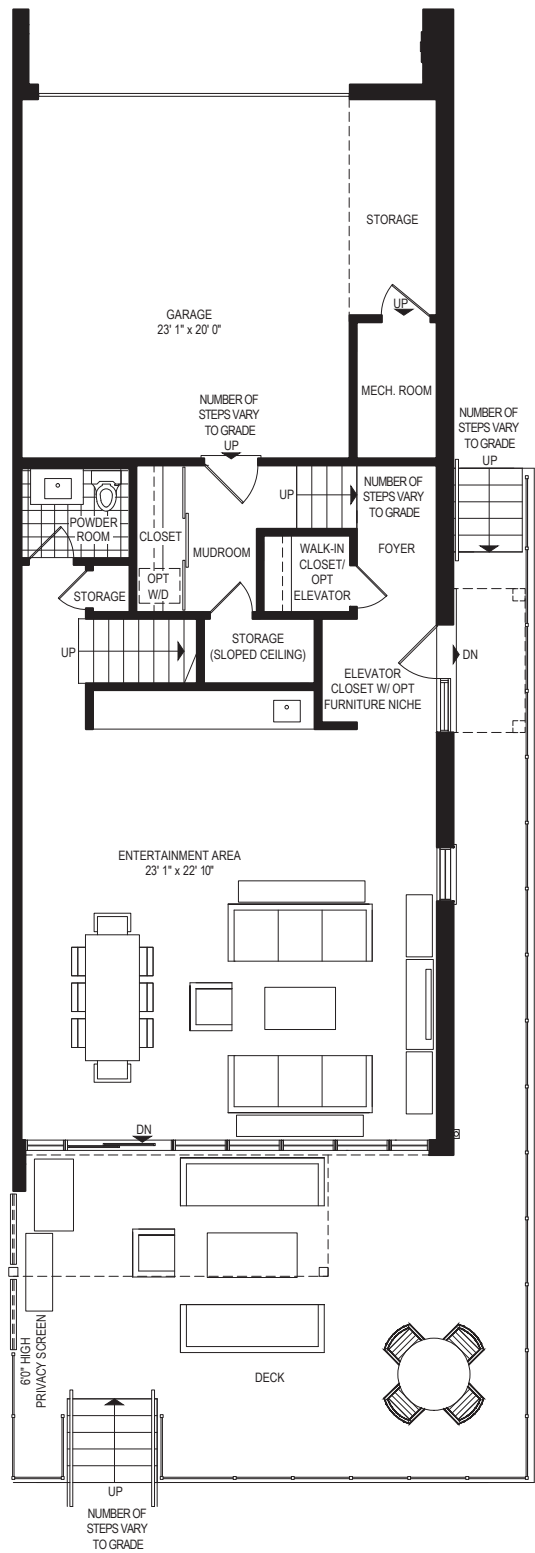 STORAGE
UP
GARAGE
23' 1" x 20' 0"
MECH. ROOM
NUMBER OF
STEPS VARY
TO GRADE
UP
NUMBER OF
STEPS VARY
TO GRADE
UP
POWDER
ROOM
CLOSET
OPT
W/D
MUDROOM
UP
NUMBER OF
STEPS VARY
TO GRADE
FOYER
WALK-IN
CLOSET/
OPT
ELEVATOR
STORAGE
UP
STORAGE
(SLOPED CEILING)
DN
ELEVATOR
CLOSET W/ OPT
FURNITURE NICHE
ENTERTAINMENT AREA
23' 1" x 22' 10"
DN
6'0" HIGH
PRIVACY SCREEN
DECK
UP
NUMBER OF
STEPS VARY
TO GRADE